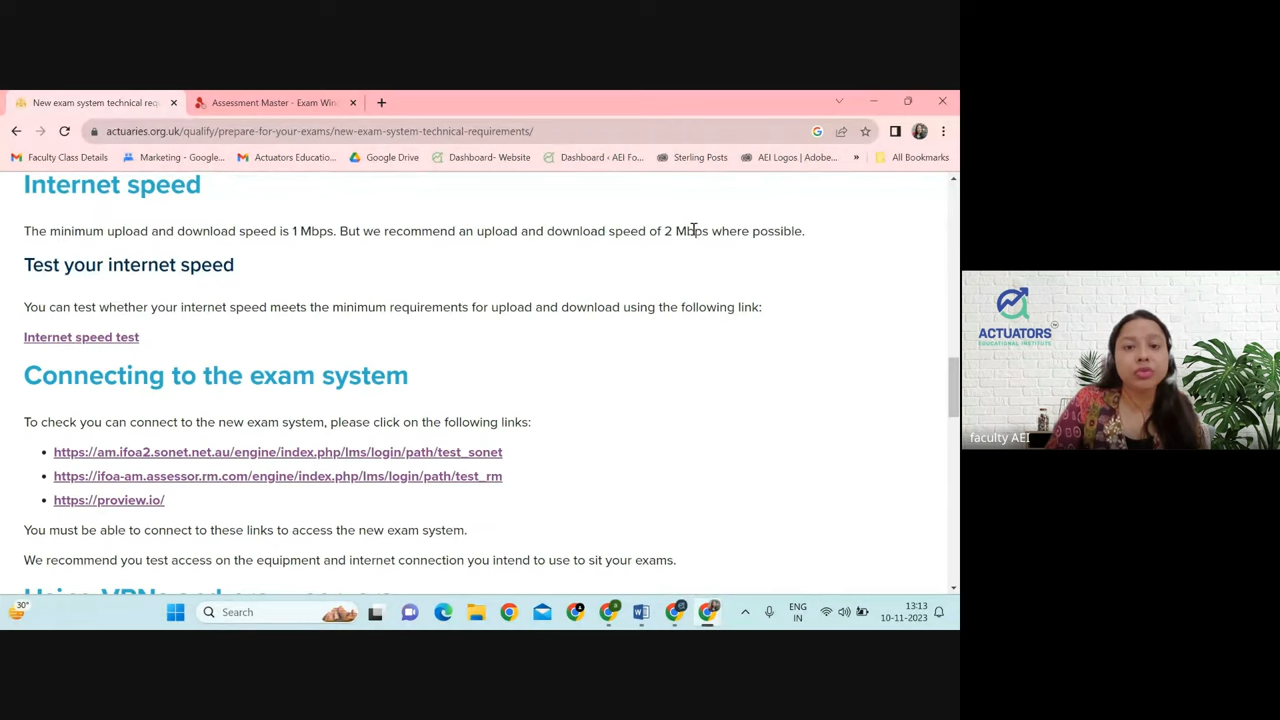 New exam system technical req
Assessment Master - Exam Win
actuaries.org.uk/qualify/prepare-for-your-exams/new-exam-system-technical-requirements/
Faculty Class Details
Marketing - Google...
Actuators Educatio...
Google Drive
Dashboard- Website
Dashboard ‹ AEI Fo...
Sterling Posts
AEI Logos | Adobe...
»
All Bookmarks
Internet speed
The minimum upload and download speed is 1 Mbps. But we recommend an upload and download speed of 2 Mbps where possible.
Test your internet speed
You can test whether your internet speed meets the minimum requirements for upload and download using the following link:
Internet speed test
Connecting to the exam system
To check you can connect to the new exam system, please click on the following links:
• https://am.ifoa2.sonet.net.au/engine/index.php/lms/login/path/test_sonet
• https://ifoa-am.assessor.rm.com/engine/index.php/lms/login/path/test_rm
• https://proview.io/
You must be able to connect to these links to access the new exam system.
We recommend you test access on the equipment and internet connection you intend to use to sit your exams.
Using VPNs and
ACTUATORS
EDUCATIONAL INSTITUTE
faculty AEI
30°
Search
ENG
IN
13:13
10-11-2023